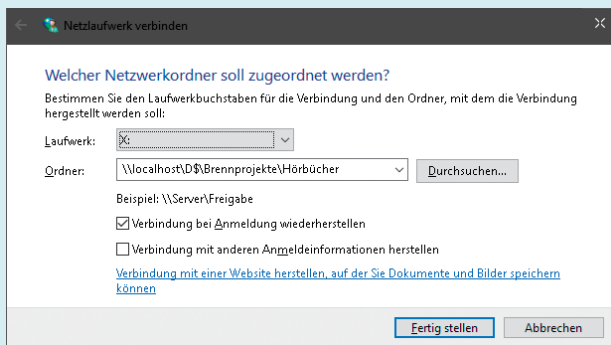 Netzlaufwerk verbinden
Welcher Netzwerkordner soll zugeordnet werden?
Bestimmen Sie den Laufwerkbuchstaben für die Verbindung und den Ordner, mit dem die Verbindung
hergestellt werden soll:
Laufwerk: X:
Ordner: \\localhost\D$\Brennprojekte\Hörbücher Durchsuchen...
Beispiel: \\Server\Freigabe
Verbindung bei Anmeldung wiederherstellen
Verbindung mit anderen Anmeldeinformationen herstellen
Verbindung mit einer Website herstellen, auf der Sie Dokumente und Bilder speichern
können
Fertig stellen Abbrechen